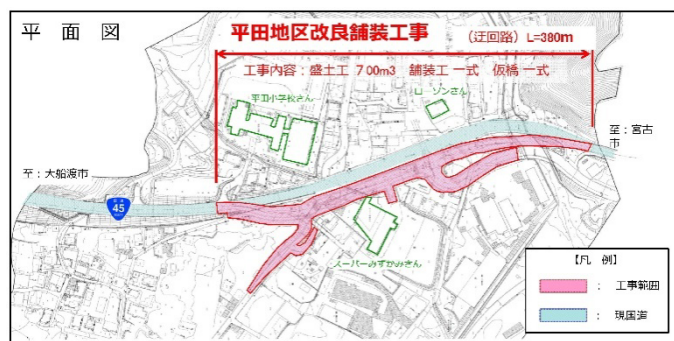 平面図
平田地区改良舗装工事 （迂回路）L=380m
工事内容：盛土工 700m3 舗装工 一式 仮橋 一式
平田小学校さん
ローソンさん
至：宮古市
至：大船渡市
45
スーパーみずかみさん
【凡 例】
： 工事範囲
： 現国道